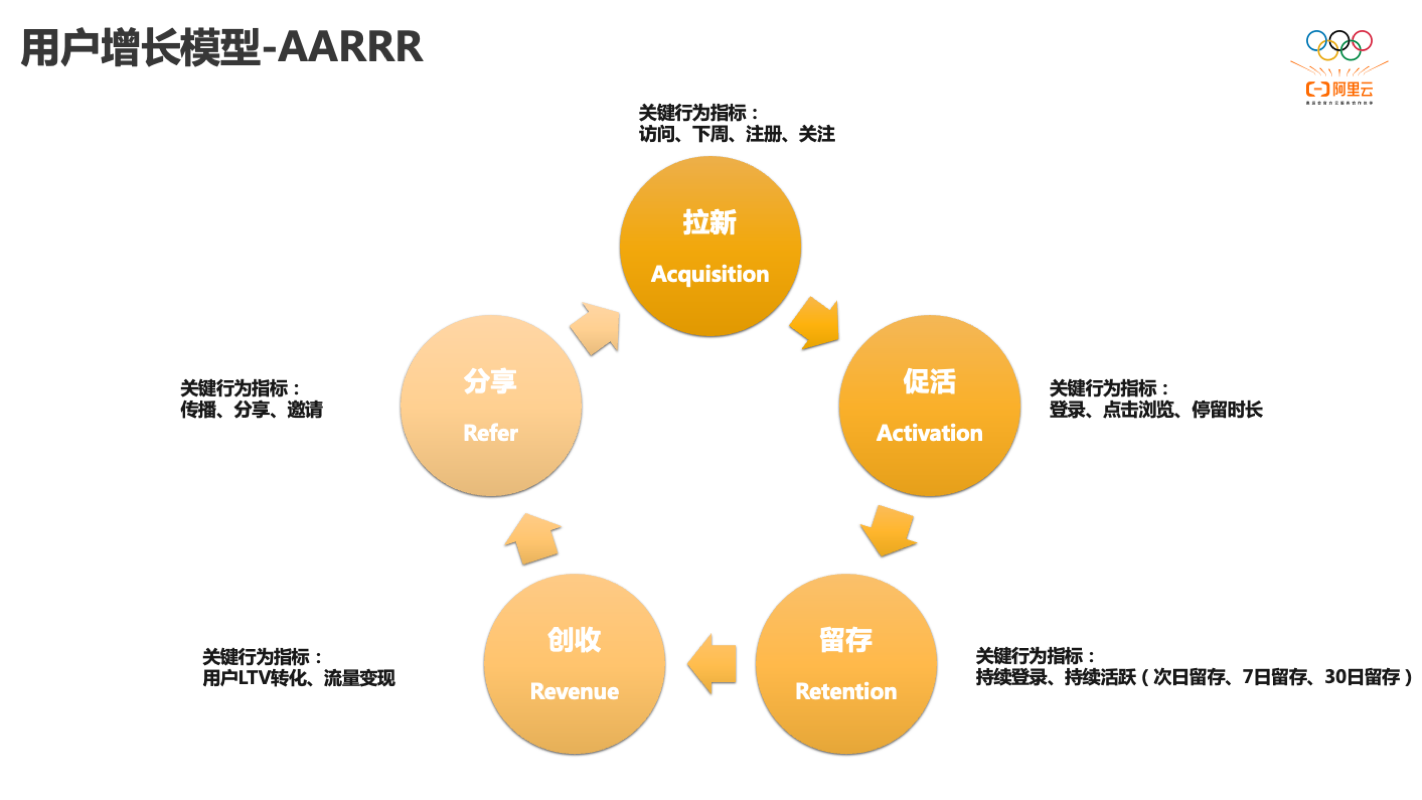 用户增长模型-AARRR
阿里云
关键行为指标：
访问、下周、注册、关注
拉新
Acquisition
促活
Activation
关键行为指标：
登录、点击浏览、停留时长
分享
Refer
关键行为指标：
传播、分享、邀请
创收
Revenue
关键行为指标：
用户LTV转化、流量变现
留存
Retention
关键行为指标：
持续登录、持续活跃（次日留存、7日留存、30日留存）